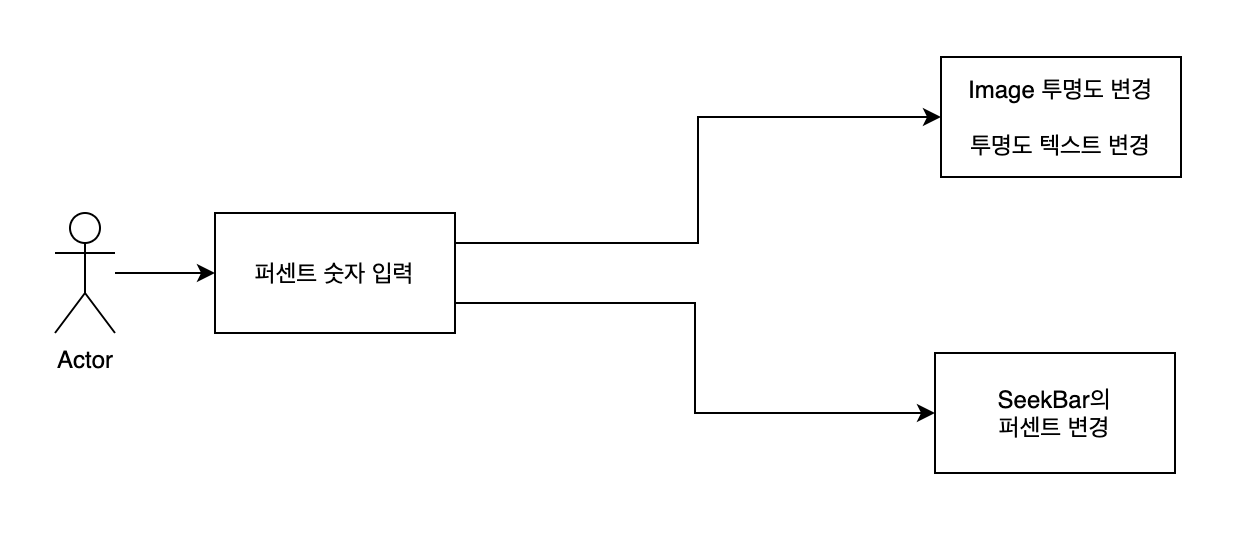 Actor
퍼센트 숫자 입력
Image 투명도 변경
투명도 텍스트 변경
SeekBar의
퍼센트 변경